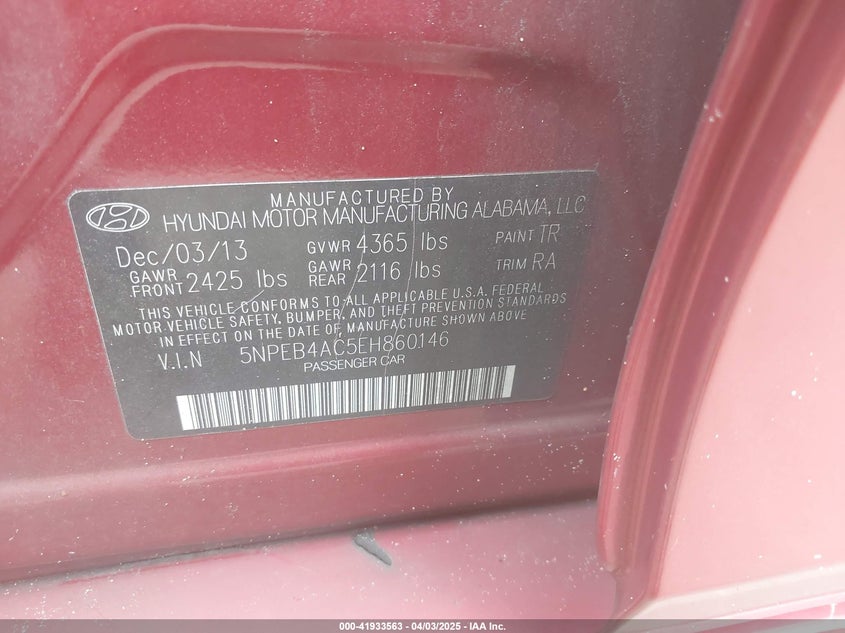 MANUFACTURED BY
HYUNDAI MOTOR MANUFACTURING ALABAMA, LLC
Dec/03/13 GVWR 4365 lbs PAINT TR
GAWR FRONT 2425 lbs GAWR REAR 2116 lbs TRIM RA
THIS VEHICLE CONFORMS TO ALL APPLICABLE U.S.A. FEDERAL
MOTOR VEHICLE SAFETY, BUMPER, AND THEFT PREVENTION STANDARDS
IN EFFECT ON THE DATE OF MANUFACTURE SHOWN ABOVE
V.I.N 5NPEB4AC5EH860146
PASSENGER CAR
000-41933563 - 04/03/2025 - IAA Inc.